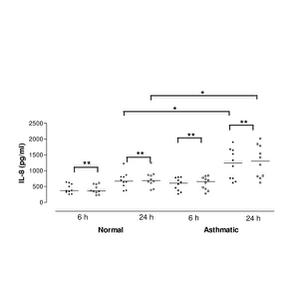 *
*
**
**
**
**
2500
2000
1500
1000
500
0
IL-8 (pg/ml)
6 h
24 h
6 h
24 h
Normal
Asthmatic